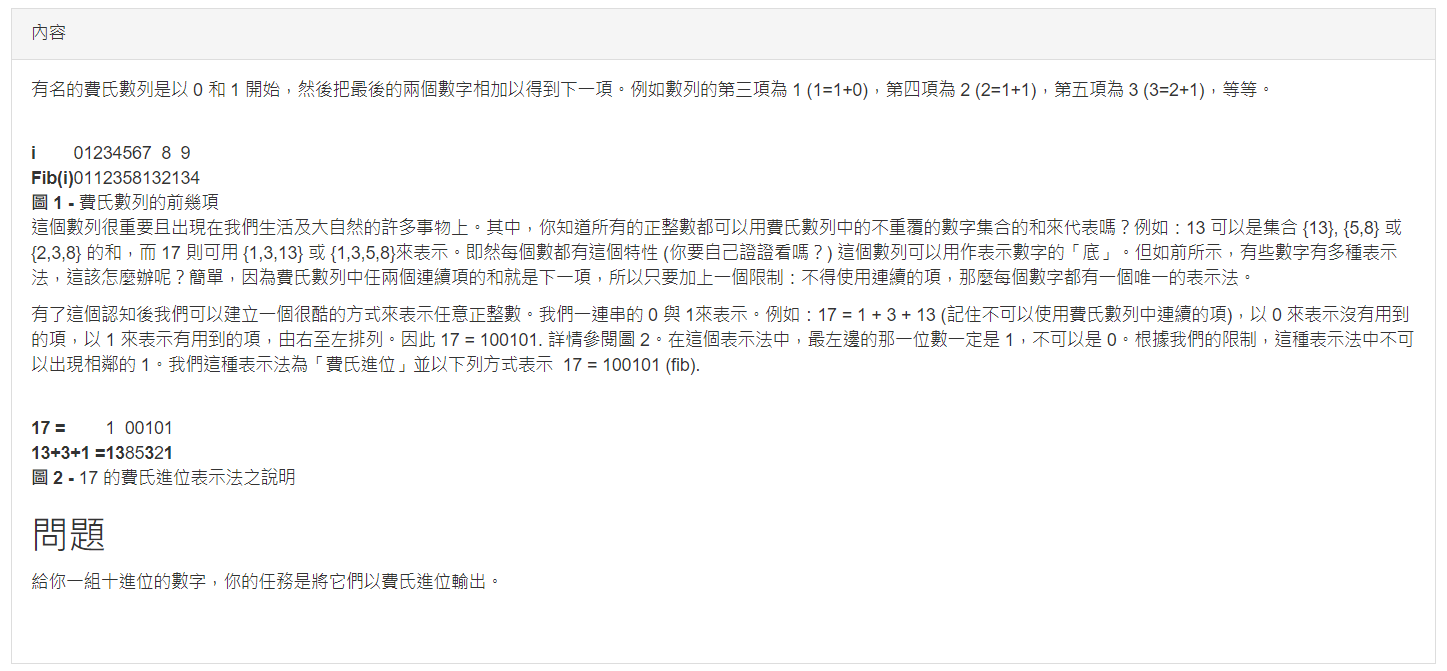 內容
有名的費氏數列是以 0 和 1 開始，然後把最後的兩個數字相加以得到下一項。例如數列的第三項為 1 (1=1+0)，第四項為 2 (2=1+1)，第五項為 3 (3=2+1)，等等。
i 01234567 8 9
Fib(i)0112358132134
圖 1 - 費氏數列的前幾項
這個數列很重要且出現在我們生活及大自然的許多事物上。其中，你知道所有的正整數都可以用費氏數列中的不重覆的數字集合的和來代表嗎？例如：13 可以是集合 {13}, {5,8} 或
{2,3,8} 的和，而 17 則可用 {1,3,13} 或 {1,3,5,8}來表示。即然每個數都有這個特性 (你要自己證證看嗎？) 這個數列可以用作表示數字的「底」。但如前所示，有些數字有多種表示
法，這該怎麼辦呢？簡單，因為費氏數列中任兩個連續項的和就是下一項，所以只要加上一個限制：不得使用連續的項，那麼每個數字都有一個唯一的表示法。
有了這個認知後我們可以建立一個很酷的方式來表示任意正整數。我們一連串的 0 與 1來表示。例如：17 = 1 + 3 + 13 (記住不可以使用費氏數列中連續的項)，以 0 來表示沒有用到
的項，以 1 來表示有用到的項，由右至左排列。因此 17 = 100101. 詳情參閱圖 2。在這個表示法中，最左邊的那一位數一定是 1，不可以是 0。根據我們的限制，這種表示法中不可
以出現相鄰的 1。我們這種表示法為「費氏進位」並以下列方式表示 17 = 100101 (fib).
17 = 1 00101
13+3+1 =1385321
圖 2 - 17 的費氏進位表示法之說明
問題
給你一組十進位的數字，你的任務是將它們以費氏進位輸出。